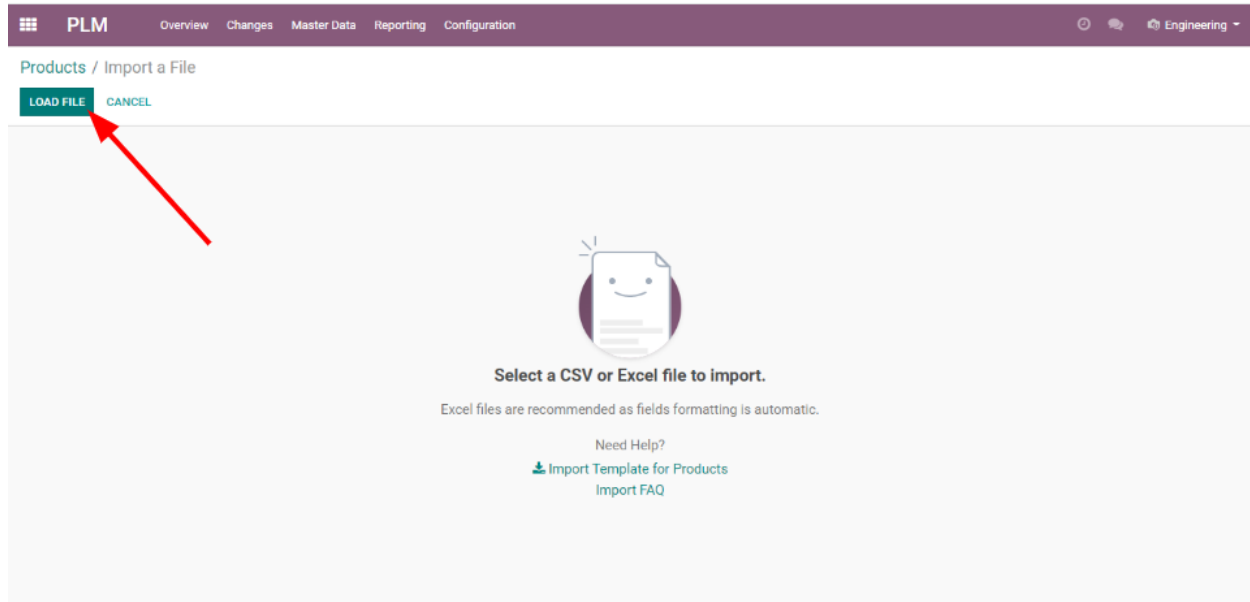 PLM Overview Changes Master Data Reporting Configuration Engineering
Products / Import a File
LOAD FILE CANCEL
Select a CSV or Excel file to import.
Excel files are recommended as fields formatting is automatic.
Need Help?
Import Template for Products
Import FAQ